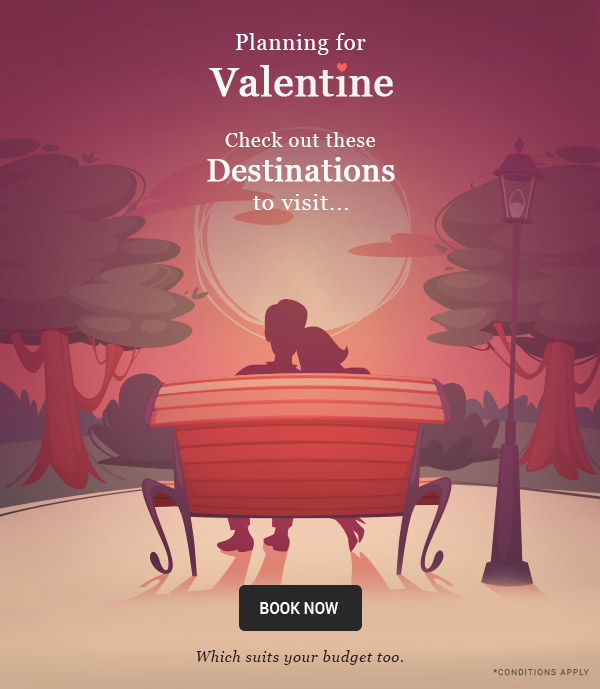 Planning for
Valentine
Check out these
Destinations
to visit...
BOOK NOW
Which suits your budget too.
*CONDITIONS APPLY